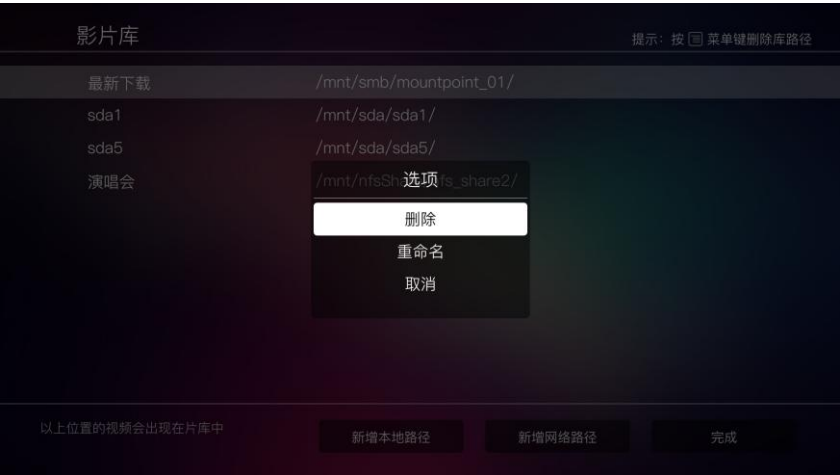 影片库
提示：按 菜单键删除库路径
最新下载 /mnt/smb/mountpoint_01/
sda1 /mnt/sda/sda1/
sda5 /mnt/sda/sda5/
演唱会 /mnt/nfsSh fs_share2/
选项
删除
重命名
取消
以上位置的视频会出现在片库中
新增本地路径
新增网络路径
完成